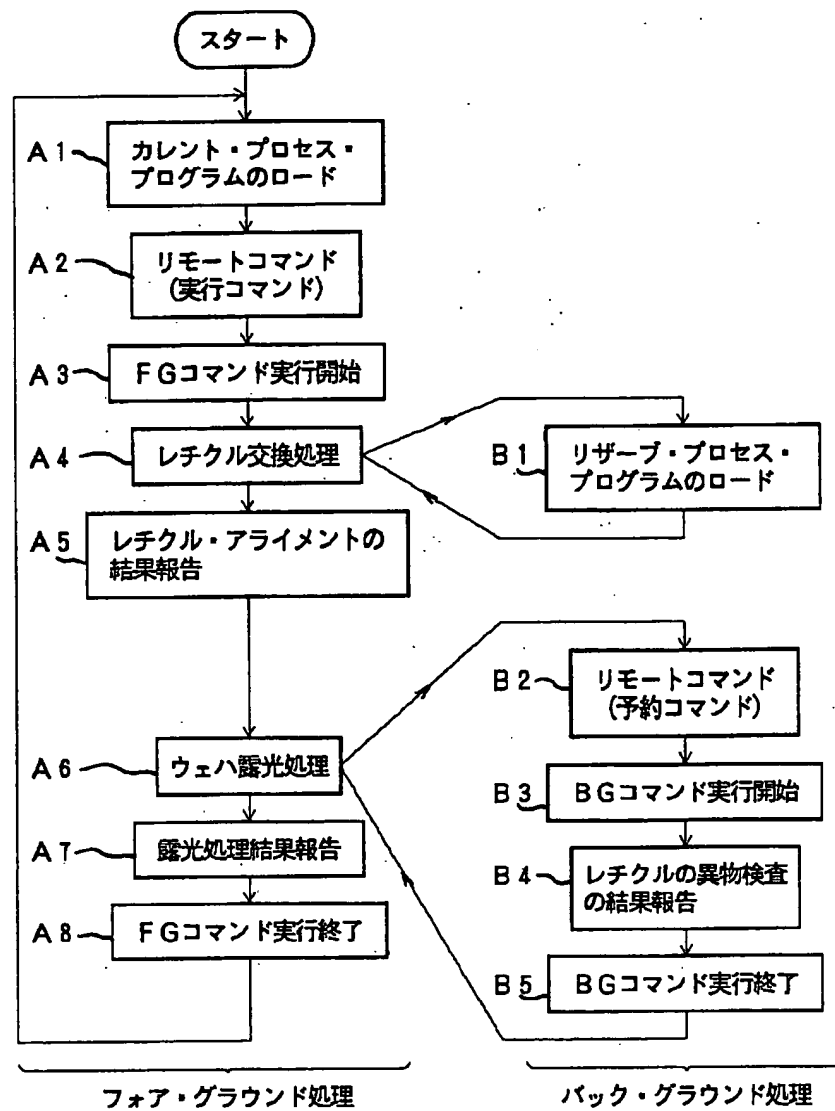 スタート
A1
カレント・プロセス・
プログラムのロード
A2
リモートコマンド
(実行コマンド)
A3
FGコマンド実行開始
A4
レチクル交換処理
B1
リザーブ・プロセス・
プログラムのロード
A5
レチクル・アライメントの
結果報告
B2
リモートコマンド
(予約コマンド)
A6
ウェハ露光処理
B3
BGコマンド実行開始
A7
露光処理結果報告
B4
レチクルの異物検査
の結果報告
A8
FGコマンド実行終了
B5
BGコマンド実行終了
フォア・グラウンド処理
バック・グラウンド処理